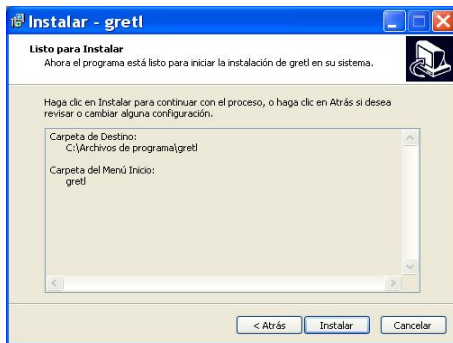 Instalar - gretl
Listo para Instalar
Ahora el programa está listo para iniciar la instalación de gretl en su sistema.
Haga clic en Instalar para continuar con el proceso, o haga clic en Atrás si desea
revisar o cambiar alguna configuración.
Carpeta de Destino:
C:\Archivos de programa\gretl
Carpeta del Menú Inicio:
gretl
< Atrás
Instalar
Cancelar